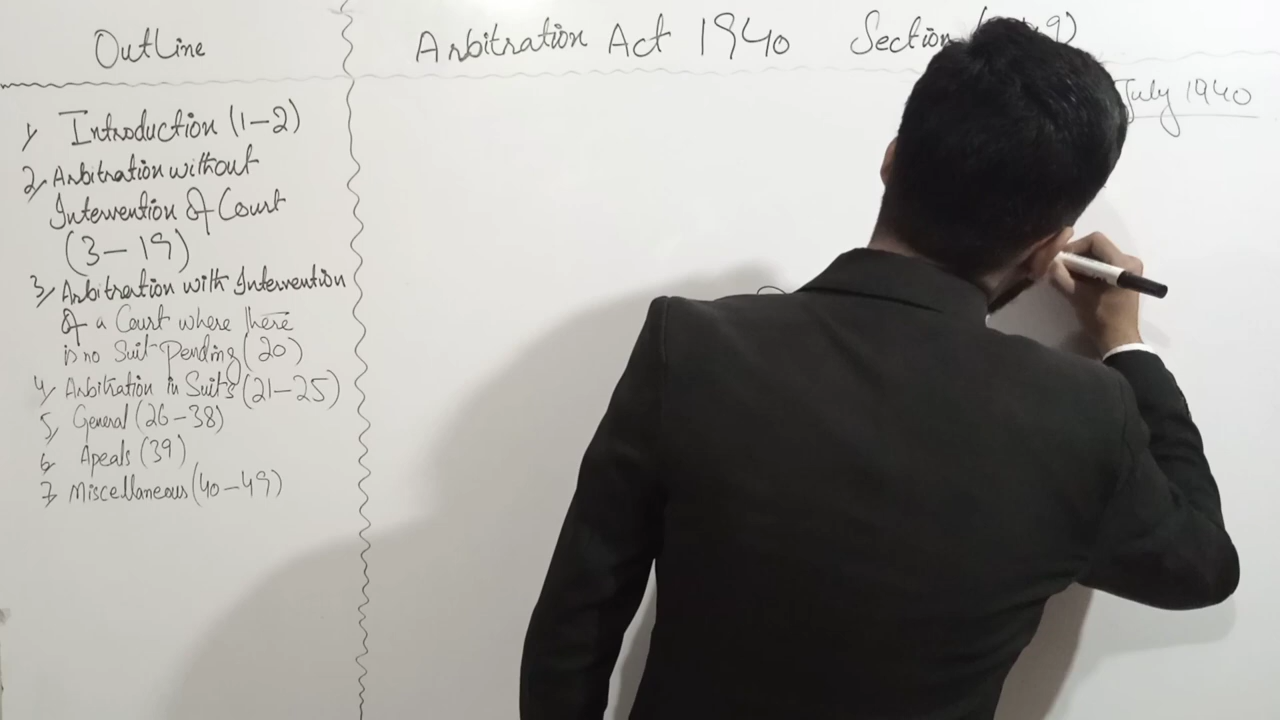 Outline
Arbitration Act 1940 Section 9)
July 1940
1, Introduction (1-2)
2, Arbitration without
Intervention Of Court
(3-19)
3, Arbitration with Intervention
Of a Court where there
is no Suit pending (20)
4, Arbitration in Suits (21-25)
5, General (26-38)
6, Apeals (39)
7, Miscellaneous (40-49)